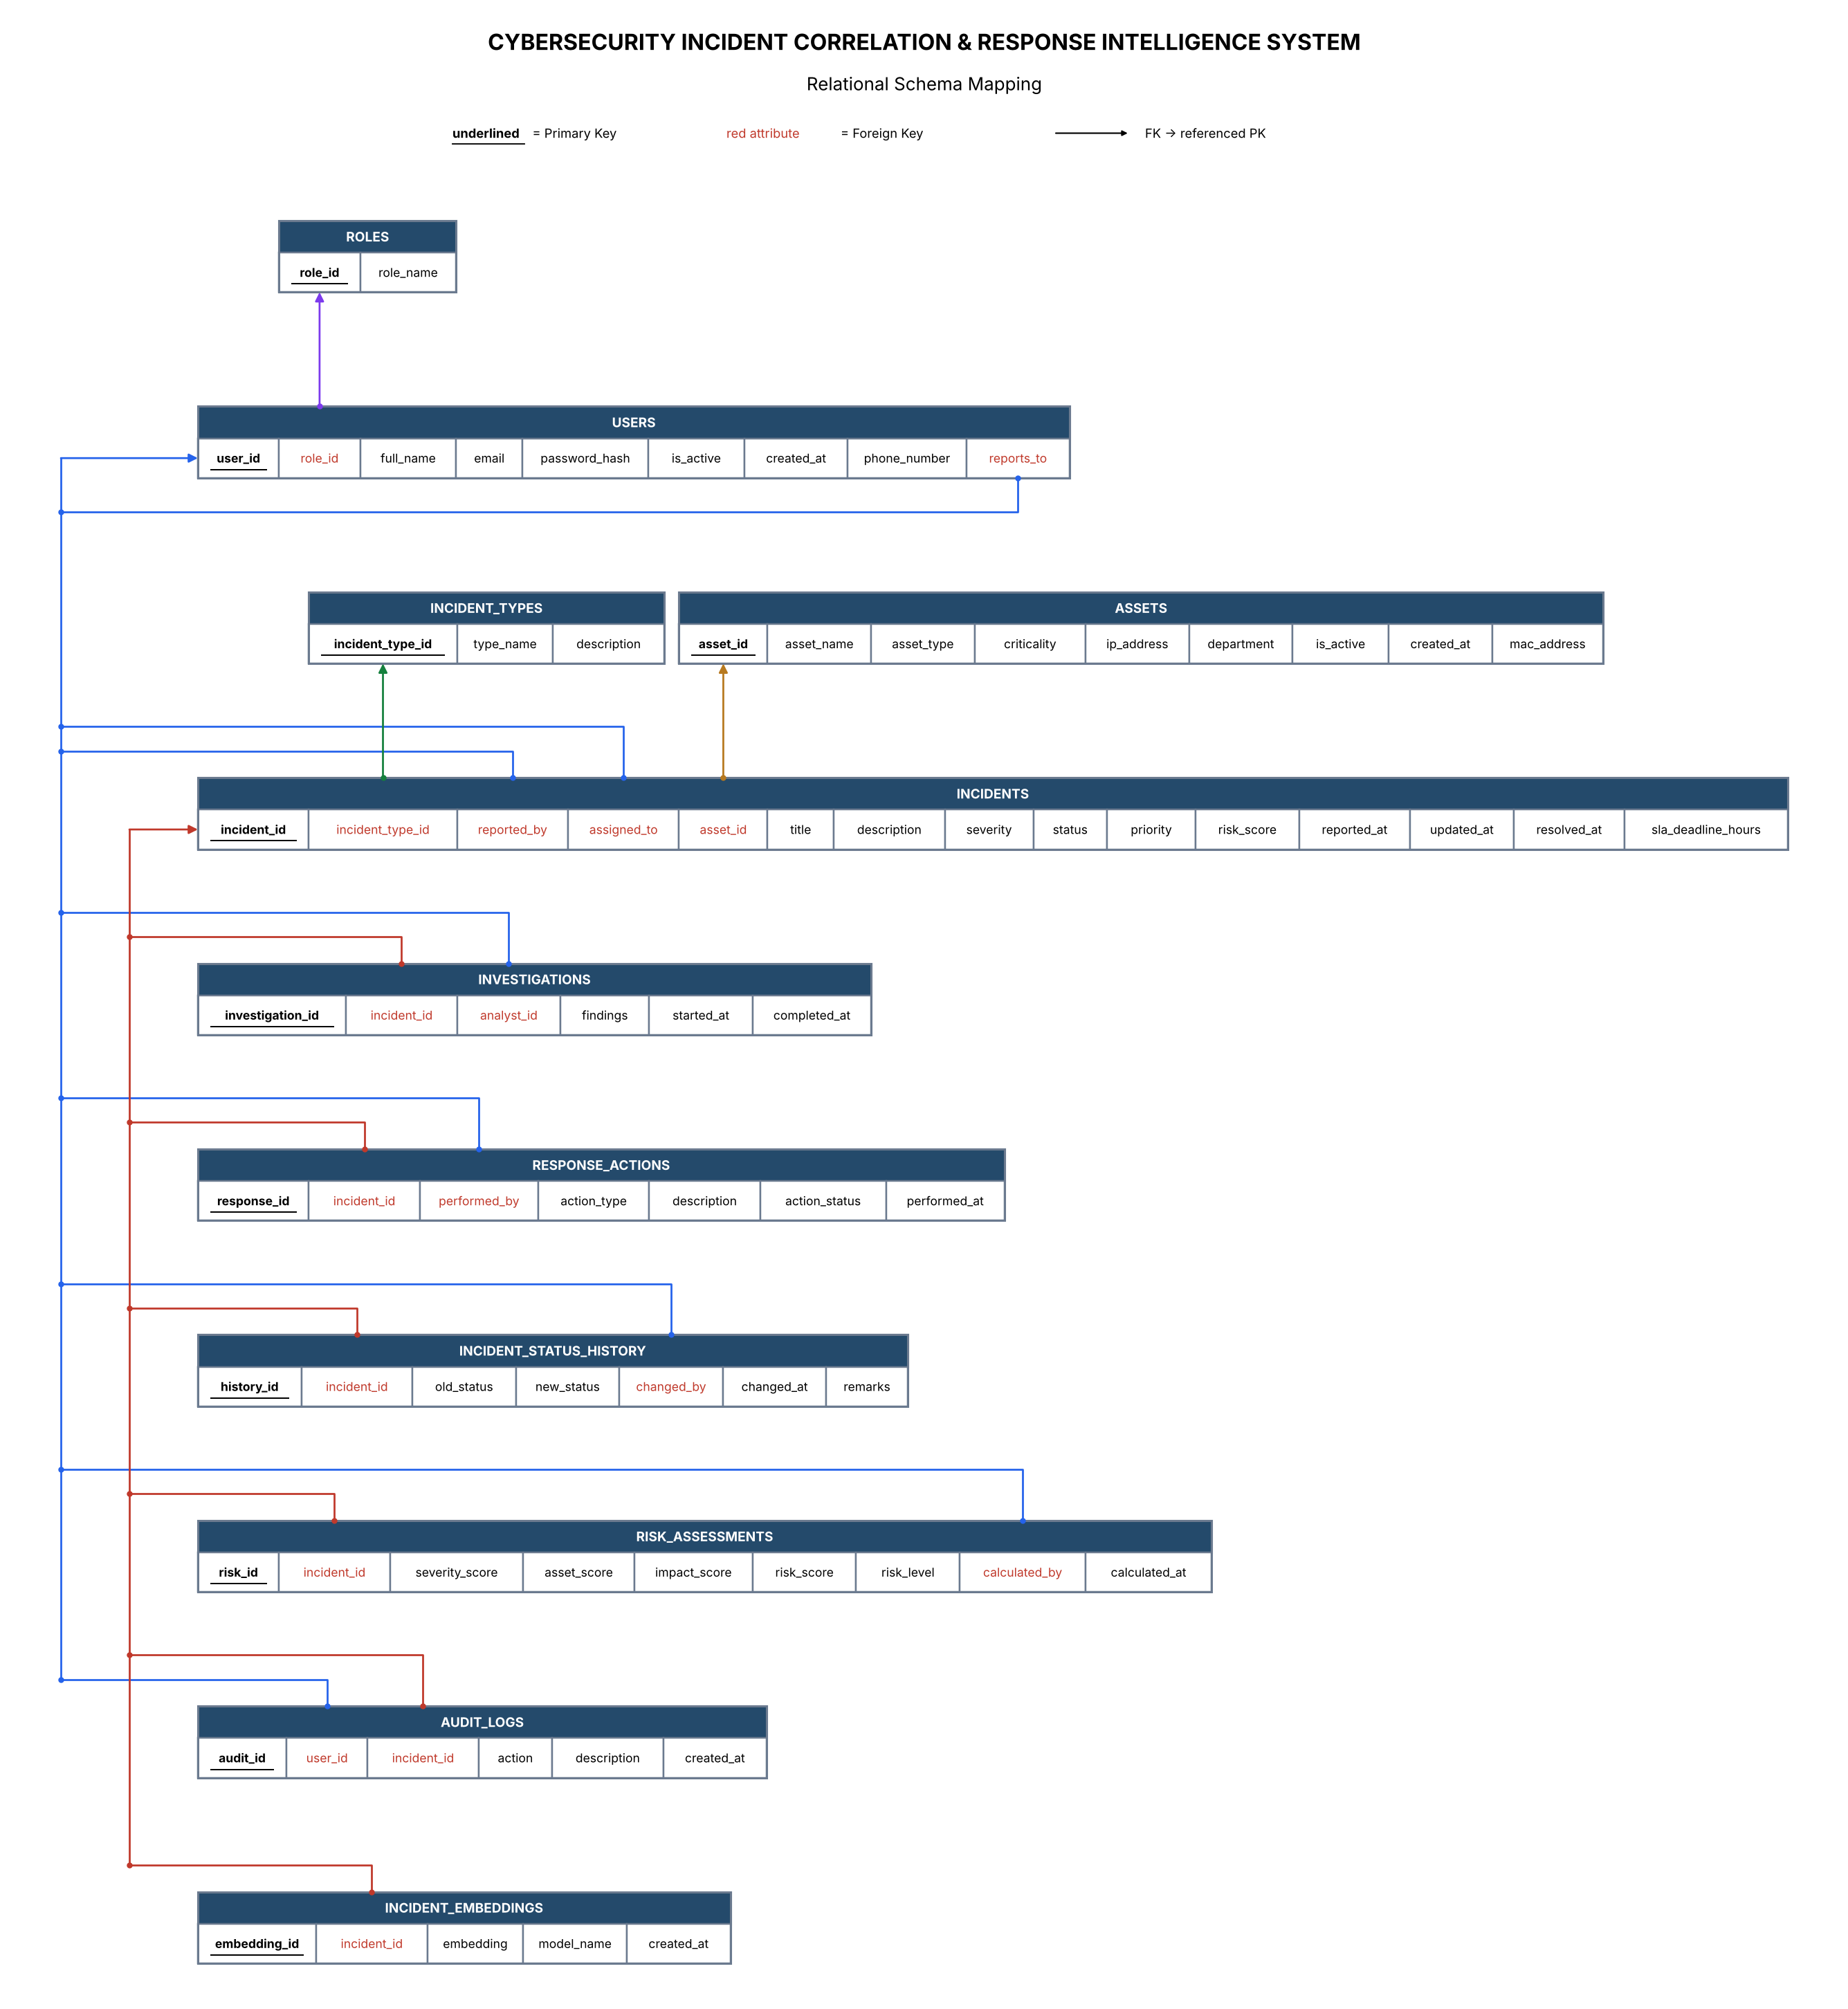 CYBERSECURITY INCIDENT CORRELATION & RESPONSE INTELLIGENCE SYSTEM
Relational Schema Mapping
underlined = Primary Key red attribute = Foreign Key FK → referenced PK
ROLES
role_id role_name
USERS
user_id role_id full_name email password_hash is_active created_at phone_number reports_to
INCIDENT_TYPES
incident_type_id type_name description
ASSETS
asset_id asset_name asset_type criticality ip_address department is_active created_at mac_address
INCIDENTS
incident_id incident_type_id reported_by assigned_to asset_id title description severity status priority risk_score reported_at updated_at resolved_at sla_deadline_hours
INVESTIGATIONS
investigation_id incident_id analyst_id findings started_at completed_at
RESPONSE_ACTIONS
response_id incident_id performed_by action_type description action_status performed_at
INCIDENT_STATUS_HISTORY
history_id incident_id old_status new_status changed_by changed_at remarks
RISK_ASSESSMENTS
risk_id incident_id severity_score asset_score impact_score risk_score risk_level calculated_by calculated_at
AUDIT_LOGS
audit_id user_id incident_id action description created_at
INCIDENT_EMBEDDINGS
embedding_id incident_id embedding model_name created_at